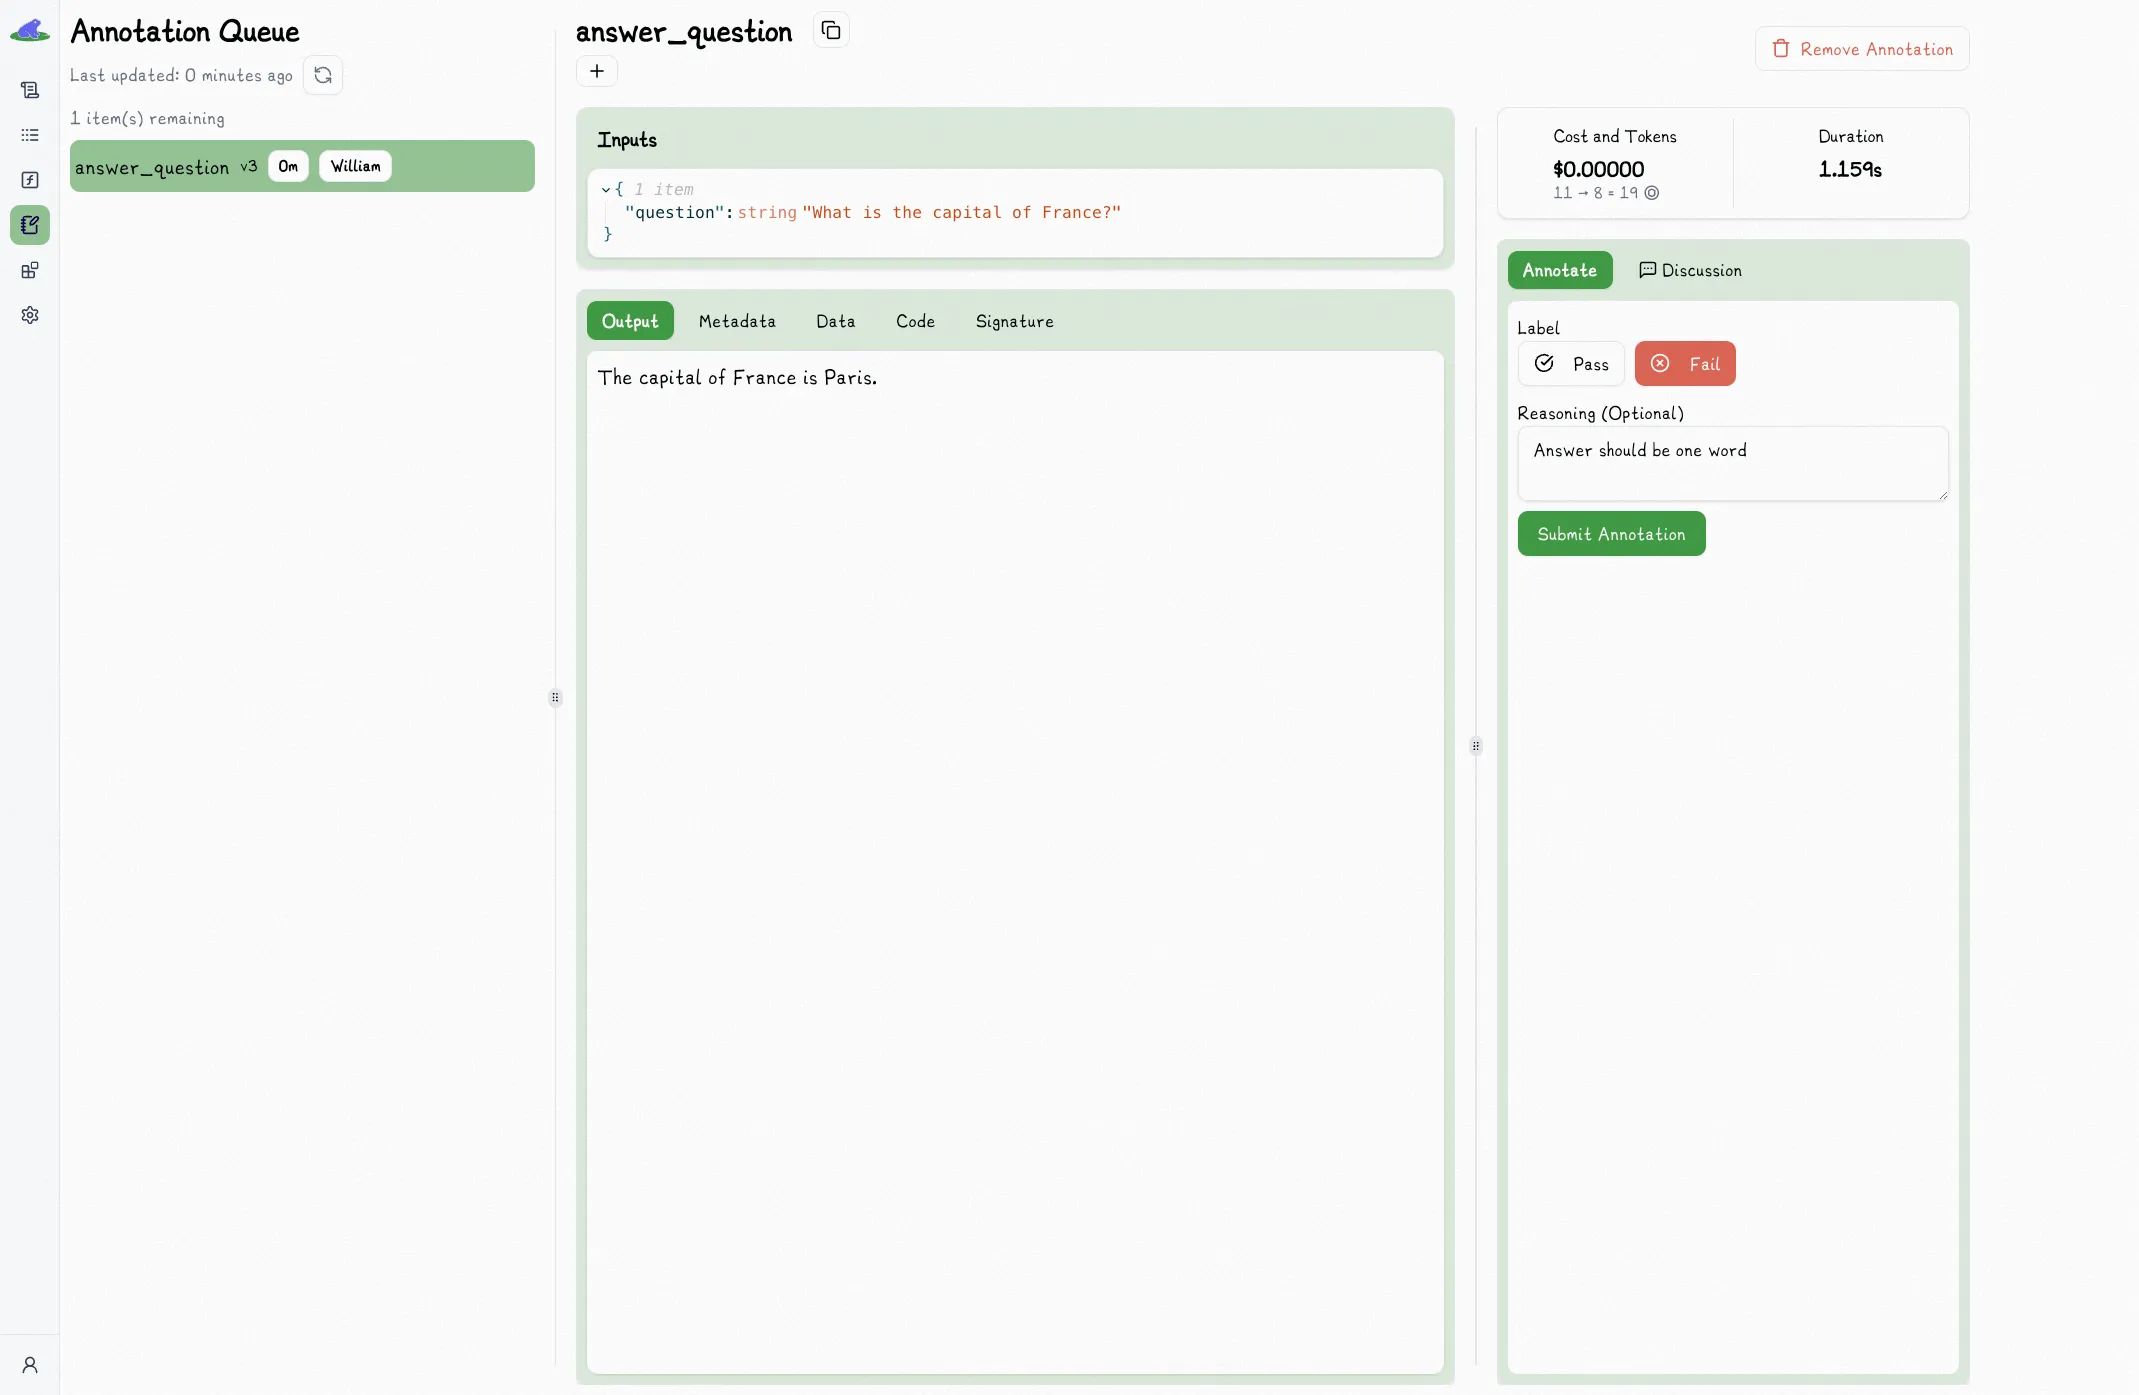 Annotation Queue
Last updated: 0 minutes ago
1 item(s) remaining
answer_question v3 0m William
answer_question
Remove Annotation
Inputs
{ 1 item
"question": string "What is the capital of France?"
}
Output Metadata Data Code Signature
The capital of France is Paris.
Cost and Tokens
$0.00000
11 → 8 = 19
Duration
1.159s
Annotate Discussion
Label
Pass Fail
Reasoning (Optional)
Answer should be one word
Submit Annotation